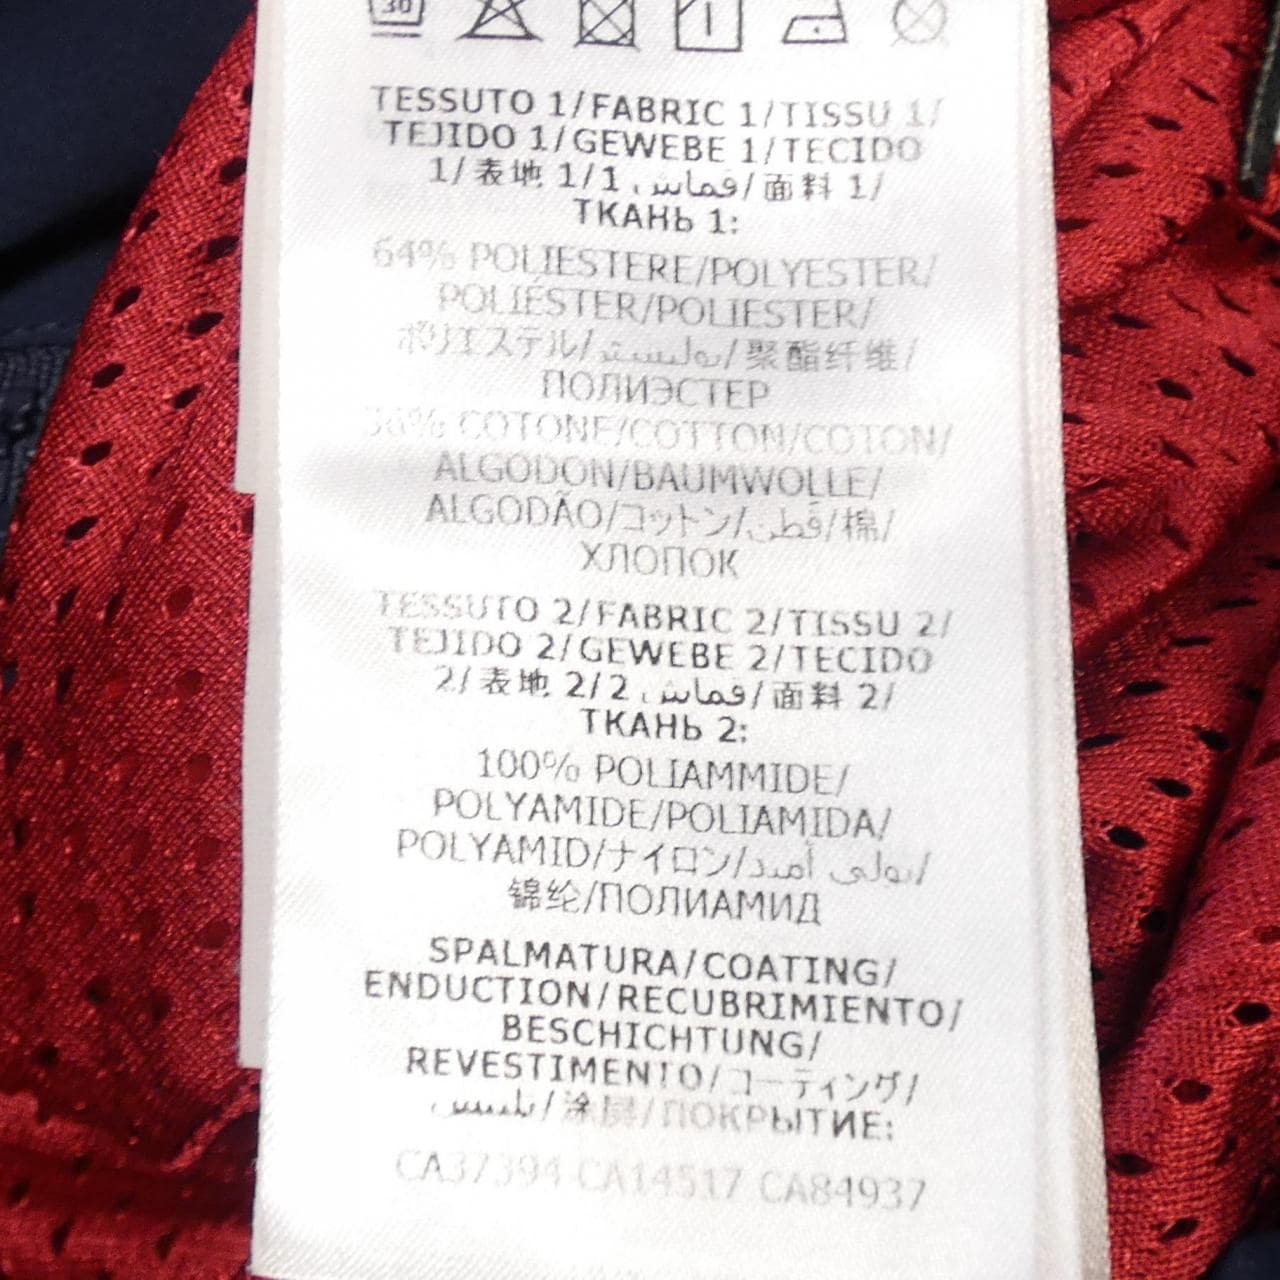 30
TESSUTO 1/FABRIC 1/TISSU 1/
TEJIDO 1/GEWEBE 1/TECIDO
1/表地 1/1 قماش/面料 1/
ТКАНЬ 1:
64% POLIESTERE/POLYESTER/
POLIÉSTER/POLIESTER/
ポリエステル/بوليستر/聚酯纤维/
ПОЛИЭСТЕР
36% COTONE/COTTON/COTON/
ALGODON/BAUMWOLLE/
ALGODÃO/コットン/قطن/棉/
ХЛОПОК
TESSUTO 2/FABRIC 2/TISSU 2/
TEJIDO 2/GEWEBE 2/TECIDO
2/表地 2/2 قماش/面料 2/
ТКАНЬ 2:
100% POLIAMMIDE/
POLYAMIDE/POLIAMIDA/
POLYAMID/ナイロン/بولي أميد/
锦纶/ПОЛИАМИД
SPALMATURA/COATING/
ENDUCTION/RECUBRIMIENTO/
BESCHICHTUNG/
REVESTIMENTO/コーティング/
تلبيس/涂层/ПОКРЫТИЕ:
CA37394 CA14517 CA84937